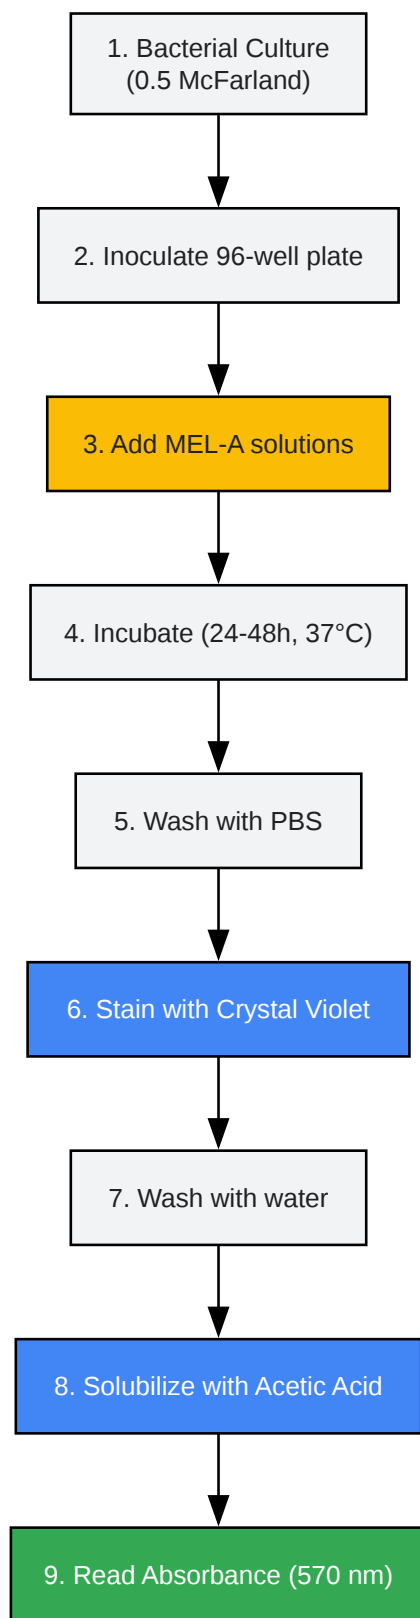 1. Bacterial Culture
(0.5 McFarland)
2. Inoculate 96-well plate
3. Add MEL-A solutions
4. Incubate (24-48h, 37°C)
5. Wash with PBS
6. Stain with Crystal Violet
7. Wash with water
8. Solubilize with Acetic Acid
9. Read Absorbance (570 nm)